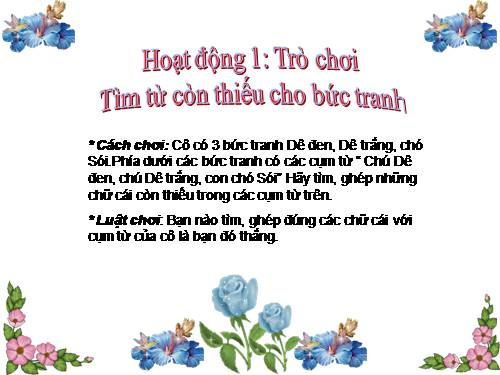 Hoạt động 1: Trò chơi
Tìm từ còn thiếu cho bức tranh
* Cách chơi: Cô có 3 bức tranh Dê đen, Dê trắng, chó
Sói.Phía dưới các bức tranh có các cụm từ " Chú Dê
đen, chú Dê trắng, con chó Sói" Hãy tìm, ghép những
chữ cái còn thiếu trong các cụm từ trên.
* Luật chơi: Bạn nào tìm, ghép đúng các chữ cái với
cụm từ của cô là bạn đó thắng.